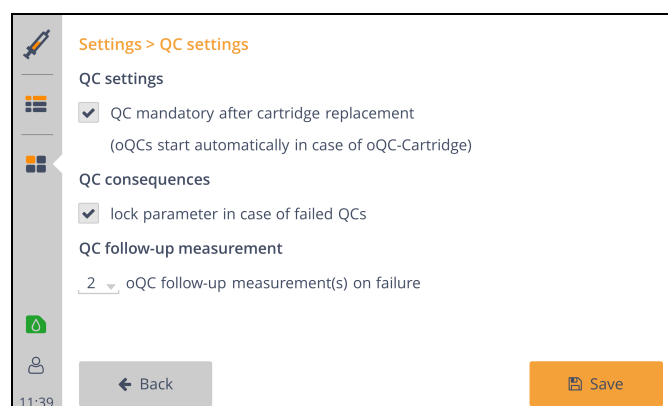 Settings > QC settings
QC settings
QC mandatory after cartridge replacement
(oQCs start automatically in case of oQC-Cartridge)
QC consequences
lock parameter in case of failed QCs
QC follow-up measurement
2 oQC follow-up measurement(s) on failure
Back
Save
11:39